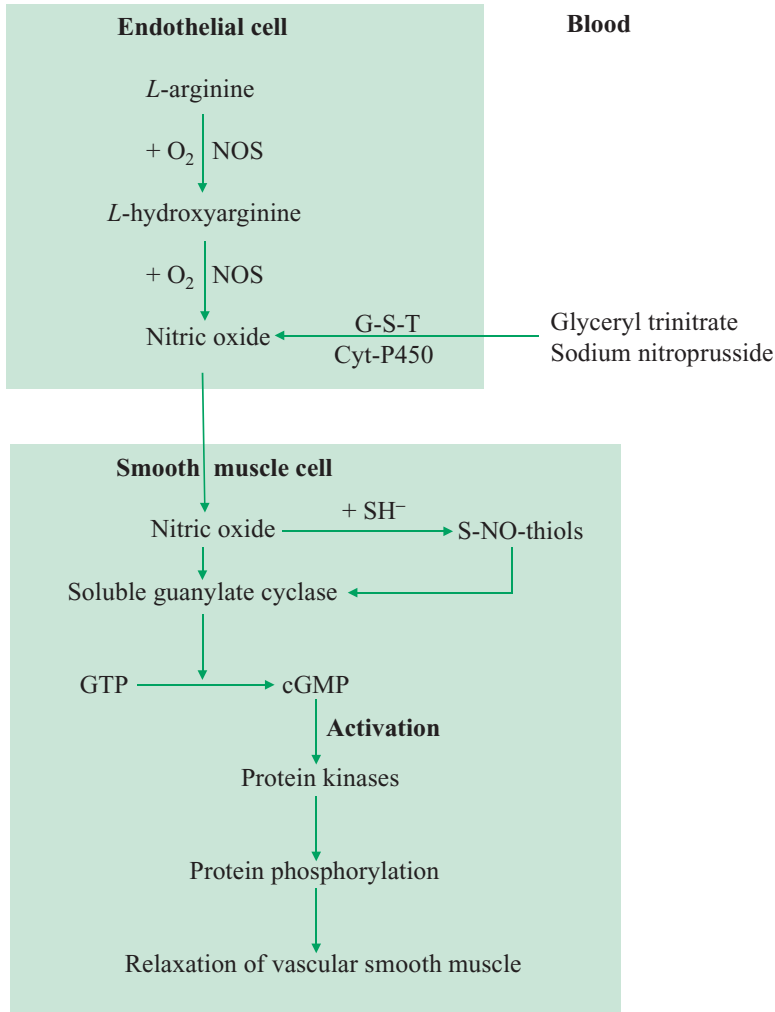 Endothelial cell
Blood
L-arginine
+ O₂ NOS
L-hydroxyarginine
+ O₂ NOS
Nitric oxide
G-S-T
Cyt-P450
Glyceryl trinitrate
Sodium nitroprusside
Smooth muscle cell
Nitric oxide
+ SH⁻
S-NO-thiols
Soluble guanylate cyclase
GTP
cGMP
Activation
Protein kinases
Protein phosphorylation
Relaxation of vascular smooth muscle